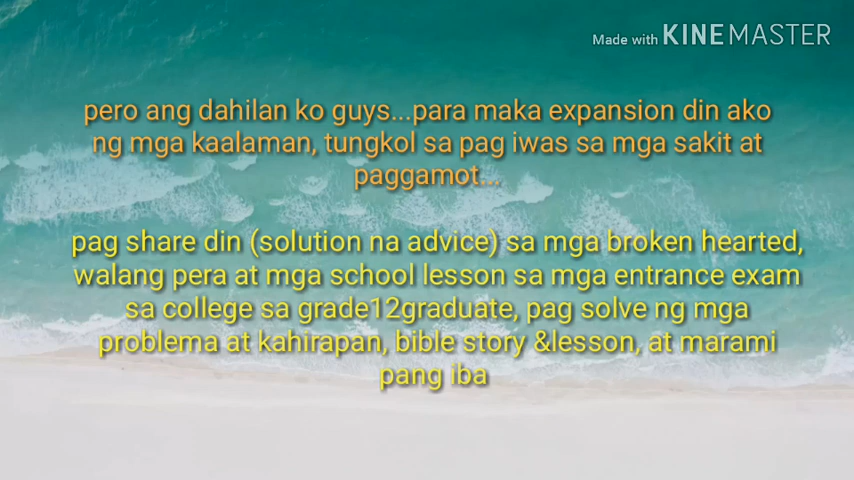 Made with KINEMASTER
pero ang dahilan ko guys...para maka expansion din ako
ng mga kaalaman, tungkol sa pag iwas sa mga sakit at
paggamot...
pag share din (solution na advice) sa mga broken hearted,
walang pera at mga school lesson sa mga entrance exam
sa college sa grade12graduate, pag solve ng mga
problema at kahirapan, bible story &lesson, at marami
pang iba